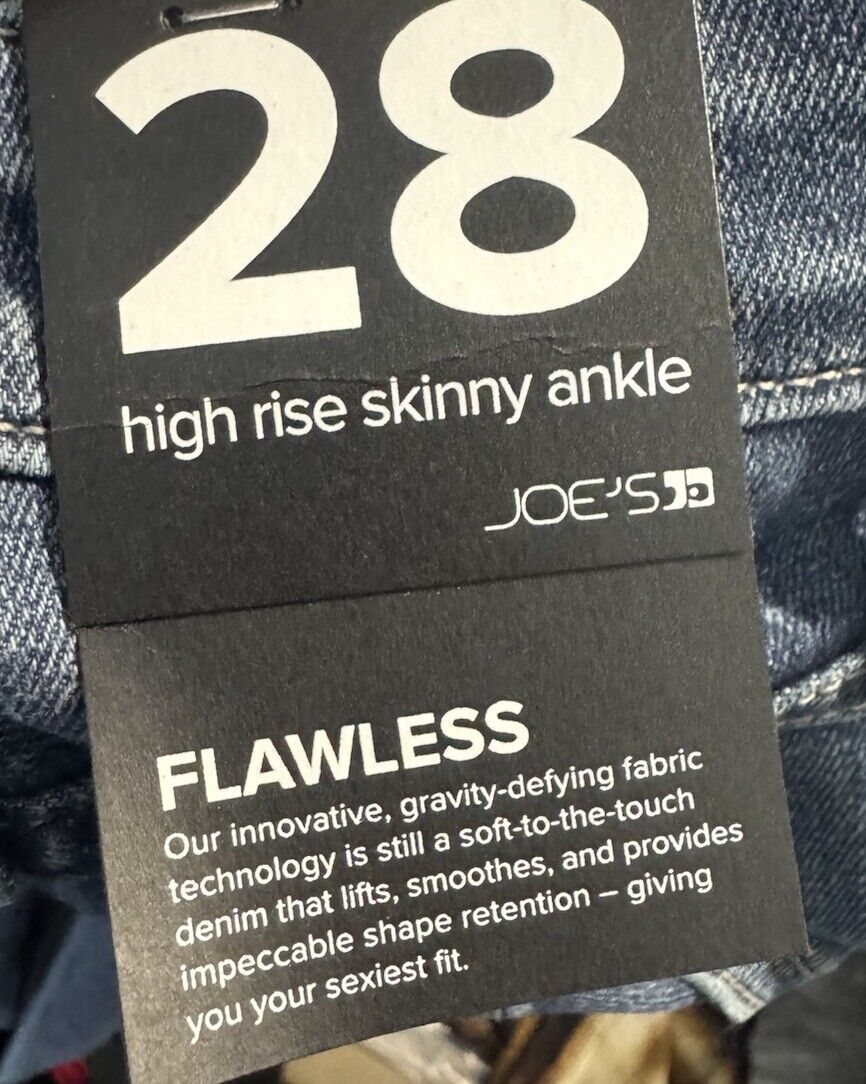 28
high rise skinny ankle
JOE'S
FLAWLESS
Our innovative, gravity-defying fabric
technology is still a soft-to-the-touch
denim that lifts, smoothes, and provides
impeccable shape retention – giving
you your sexiest fit.